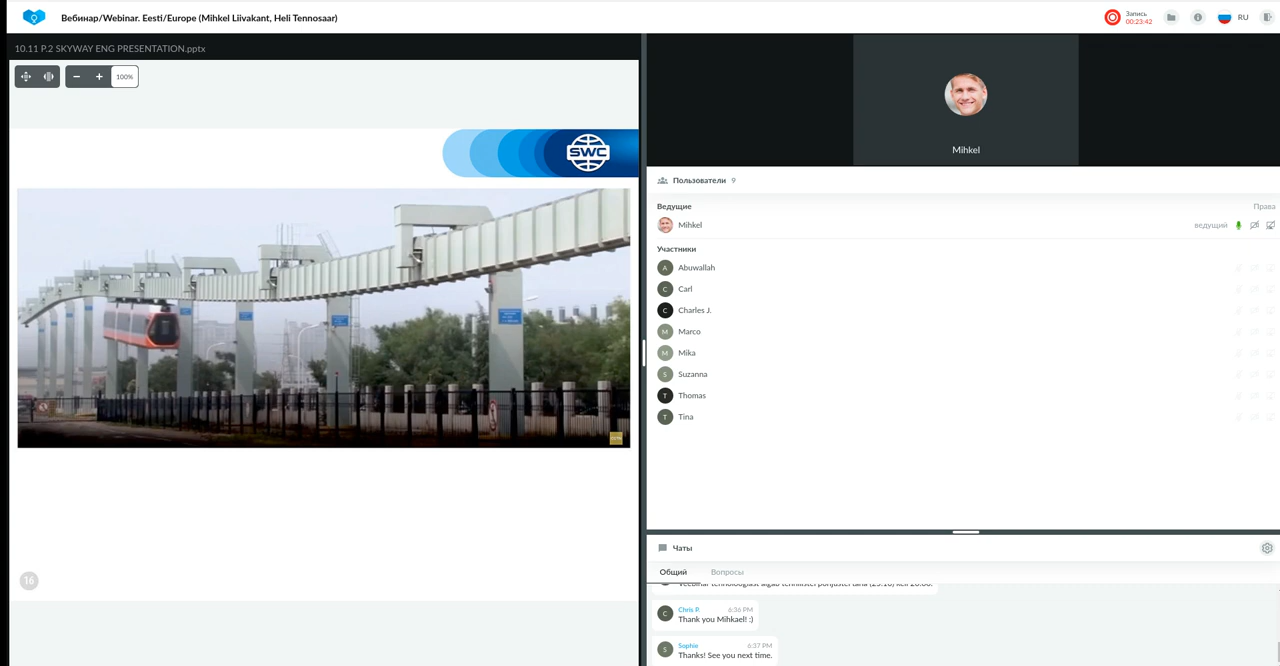 Вебинар/Webinar. Eesti/Europe (Mihkel Liivakant, Heli Tennosaar)
Запись
00:23:42
RU
10.11 P.2 SKYWAY ENG PRESENTATION.pptx
100%
SWC
16
Mihkel
Пользователи 9
Ведущие
Права
Mihkel
ведущий
Участники
A Abuwallah
C Carl
C Charles J.
M Marco
M Mika
S Suzanna
T Thomas
T Tina
Чаты
Общий
Вопросы
C Chris P. 6:36 PM
Thank you Mihkael! :)
S Sophie 6:37 PM
Thanks! See you next time.